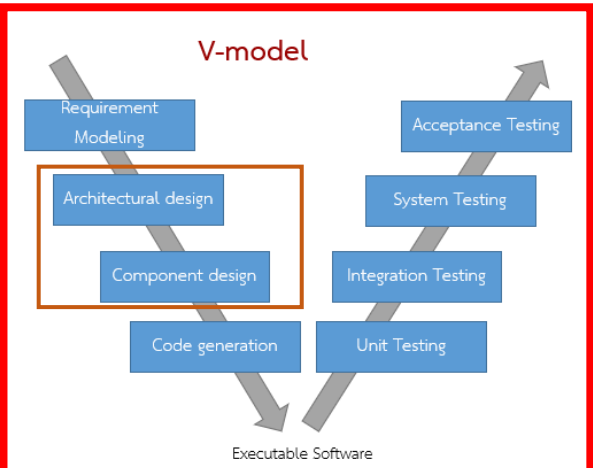 V-model
Requirement
Modeling
Architectural design
Component design
Code generation
Acceptance Testing
System Testing
Integration Testing
Unit Testing
Executable Software